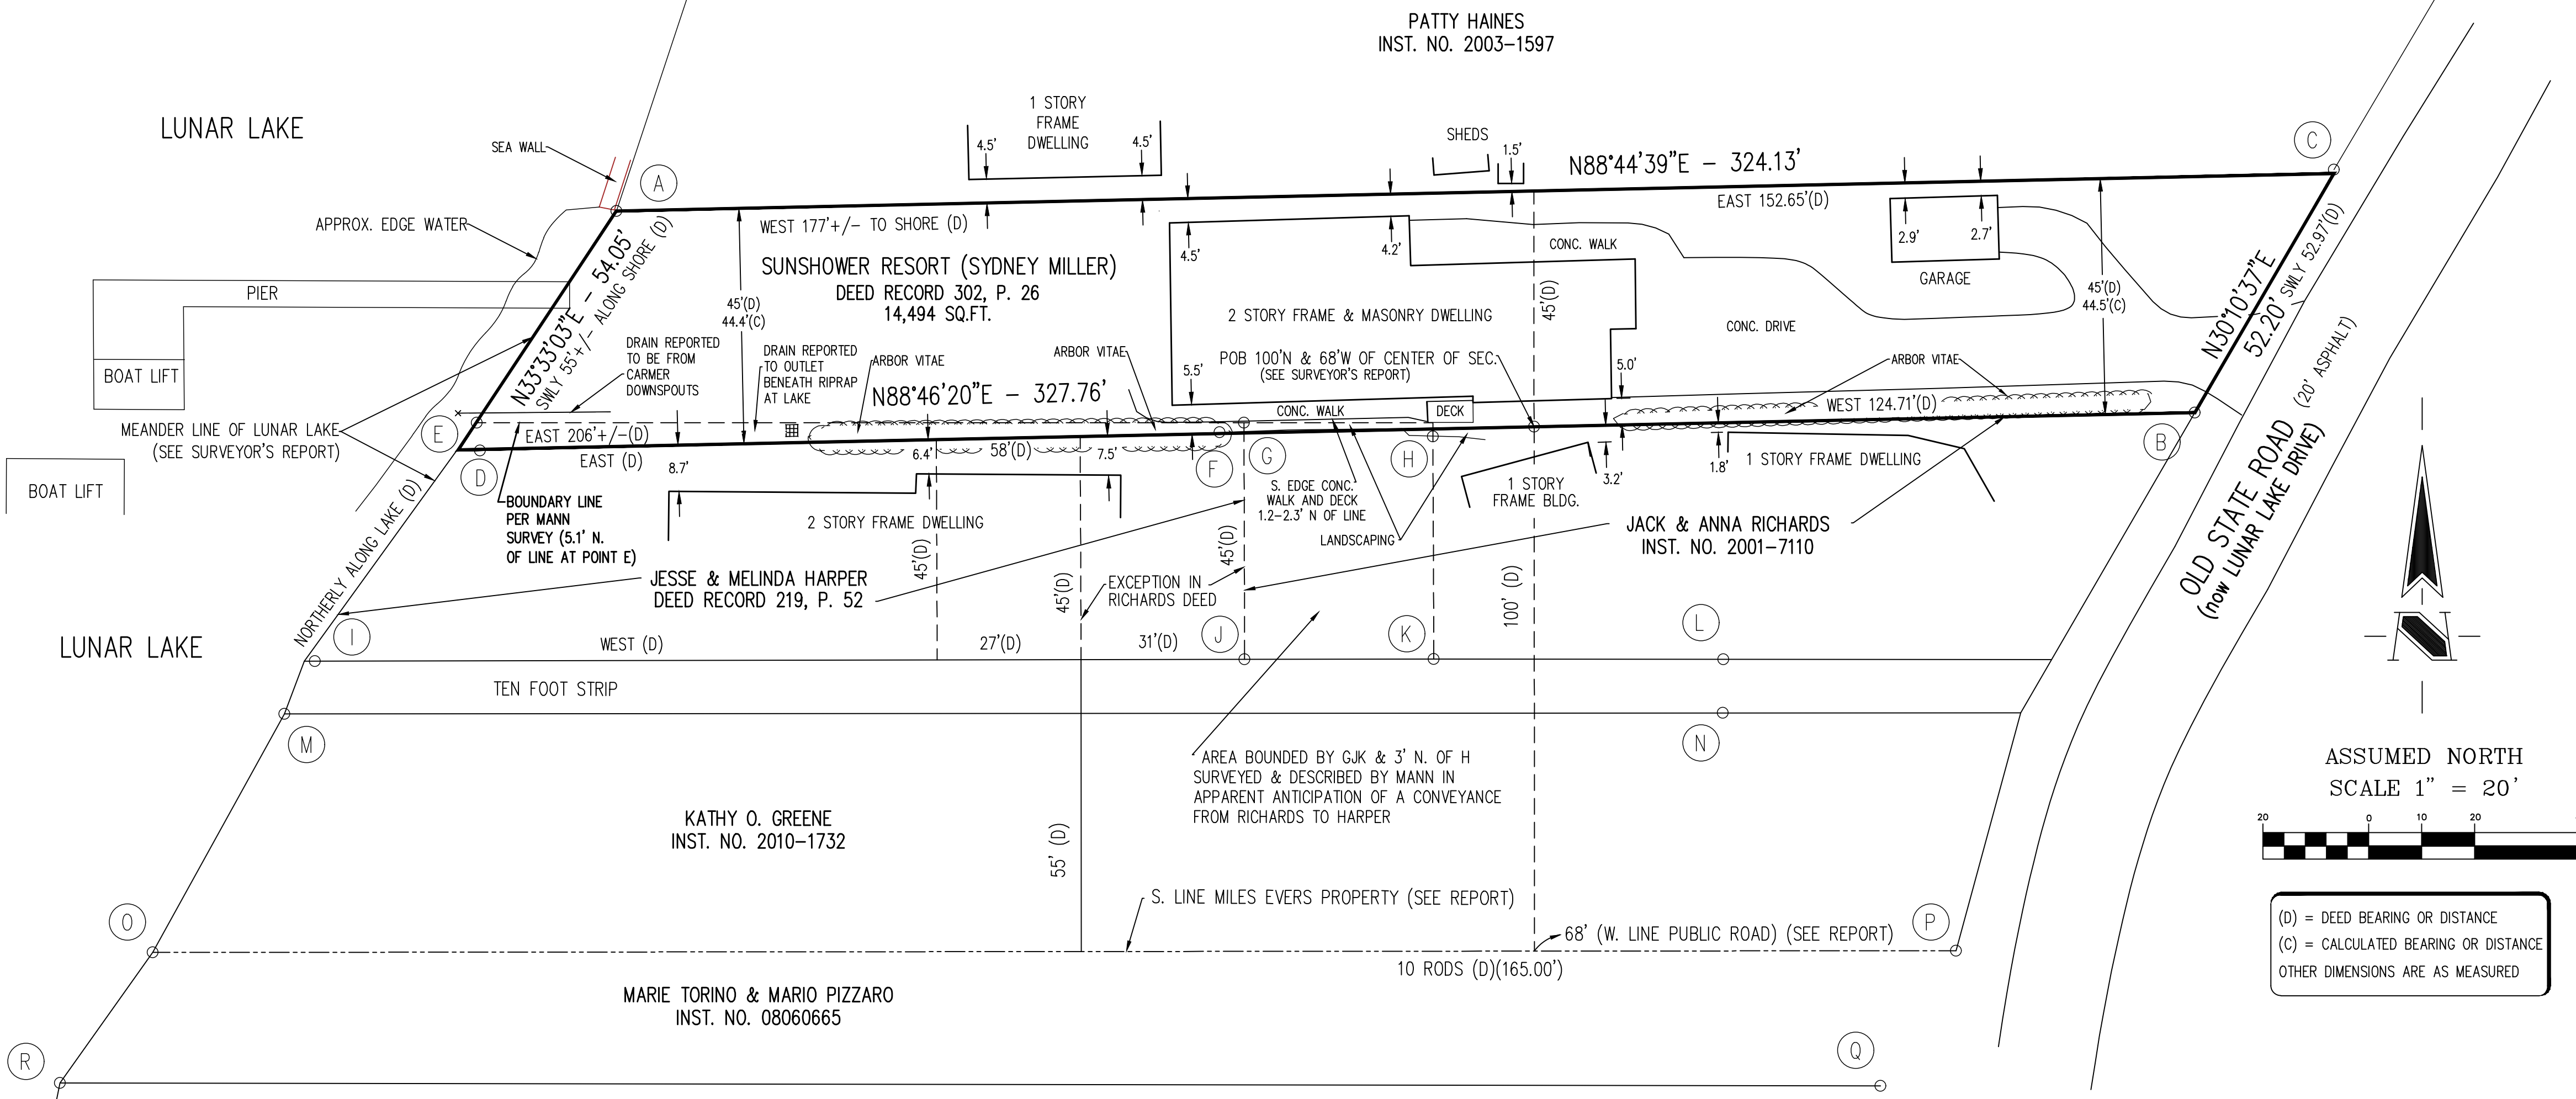 PATTY HAINES
INST. NO. 2003-1597
LUNAR LAKE
SEA WALL
A
1 STORY
FRAME
DWELLING
4.5'
4.5'
SHEDS
1.5'
N88°44'39"E - 324.13'
C
APPROX. EDGE WATER
WEST 177'+/- TO SHORE (D)
EAST 152.65'(D)
N33°33'03"E - 54.05'
SWLY 55'+/- ALONG SHORE (D)
SUNSHOWER RESORT (SYDNEY MILLER)
DEED RECORD 302, P. 26
14,494 SQ.FT.
4.5'
4.2'
CONC. WALK
2.9'
2.7'
GARAGE
N30°10'37"E
52.20'
SWLY 52.97'(D)
PIER
45'(D)
44.4'(C)
45'(D)
45'(D)
44.5'(C)
2 STORY FRAME & MASONRY DWELLING
CONC. DRIVE
BOAT LIFT
DRAIN REPORTED
TO BE FROM
CARMER
DOWNSPOUTS
DRAIN REPORTED
TO OUTLET
BENEATH RIPRAP
AT LAKE
ARBOR VITAE
ARBOR VITAE
POB 100'N & 68'W OF CENTER OF SEC.
(SEE SURVEYOR'S REPORT)
5.5'
5.0'
ARBOR VITAE
N88°46'20"E - 327.76'
CONC. WALK
DECK
WEST 124.71'(D)
MEANDER LINE OF LUNAR LAKE
(SEE SURVEYOR'S REPORT)
E
EAST 206'+/-(D)
EAST (D)
D
8.7'
6.4'
58'(D)
7.5'
F
G
H
B
BOAT LIFT
BOUNDARY LINE
PER MANN
SURVEY (5.1' N.
OF LINE AT POINT E)
2 STORY FRAME DWELLING
S. EDGE CONC.
WALK AND DECK
1.2-2.3' N OF LINE
LANDSCAPING
1 STORY
FRAME BLDG.
3.2'
1.8'
1 STORY FRAME DWELLING
JACK & ANNA RICHARDS
INST. NO. 2001-7110
OLD STATE ROAD (20' ASPHALT)
(now LUNAR LAKE DRIVE)
NORTHERLY ALONG LAKE (D)
JESSE & MELINDA HARPER
DEED RECORD 219, P. 52
45'(D)
45'(D)
45'(D)
EXCEPTION IN
RICHARDS DEED
100' (D)
LUNAR LAKE
I
WEST (D)
27'(D)
31'(D)
J
K
L
TEN FOOT STRIP
M
N
AREA BOUNDED BY GJK & 3' N. OF H
SURVEYED & DESCRIBED BY MANN IN
APPARENT ANTICIPATION OF A CONVEYANCE
FROM RICHARDS TO HARPER
N
ASSUMED NORTH
SCALE 1" = 20'
20 0 10 20
KATHY O. GREENE
INST. NO. 2010-1732
55' (D)
O
S. LINE MILES EVERS PROPERTY (SEE REPORT)
68' (W. LINE PUBLIC ROAD) (SEE REPORT)
P
10 RODS (D)(165.00')
(D) = DEED BEARING OR DISTANCE
(C) = CALCULATED BEARING OR DISTANCE
OTHER DIMENSIONS ARE AS MEASURED
MARIE TORINO & MARIO PIZZARO
INST. NO. 08060665
R
Q